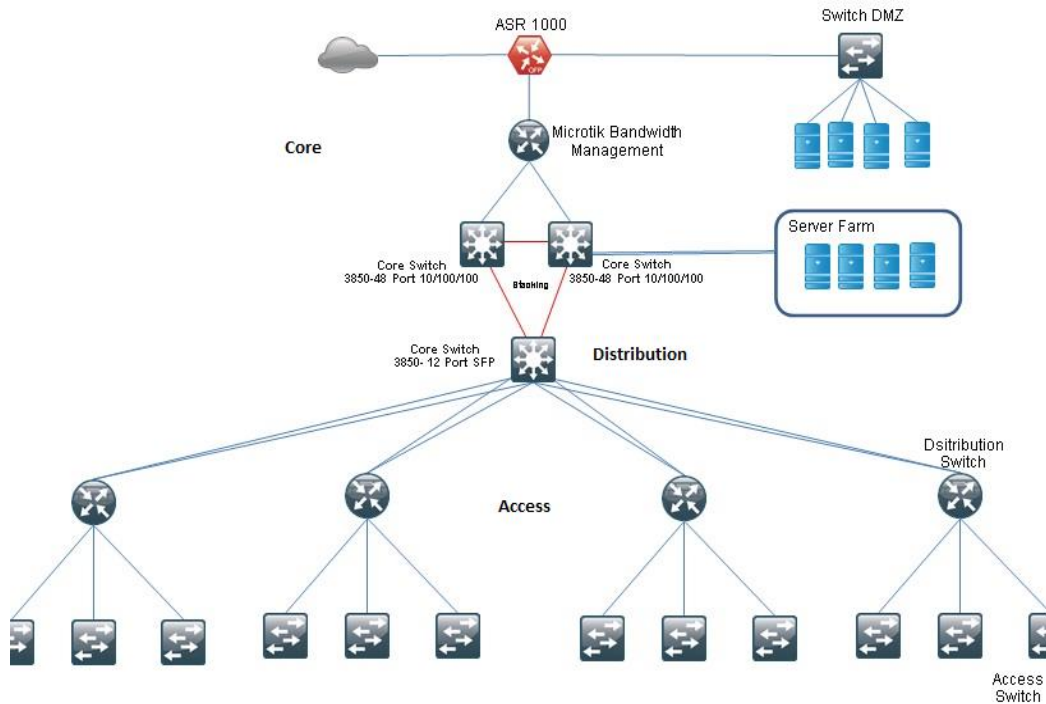 ASR 1000
Switch DMZ
QFP
Microtik Bandwidth
Management
Core
Server Farm
Core Switch
3850-48 Port 10/100/100
Core Switch
3850-48 Port 10/100/100
Stacking
Core Switch
3850- 12 Port SFP
Distribution
Dsitribution
Switch
Access
Access
Switch